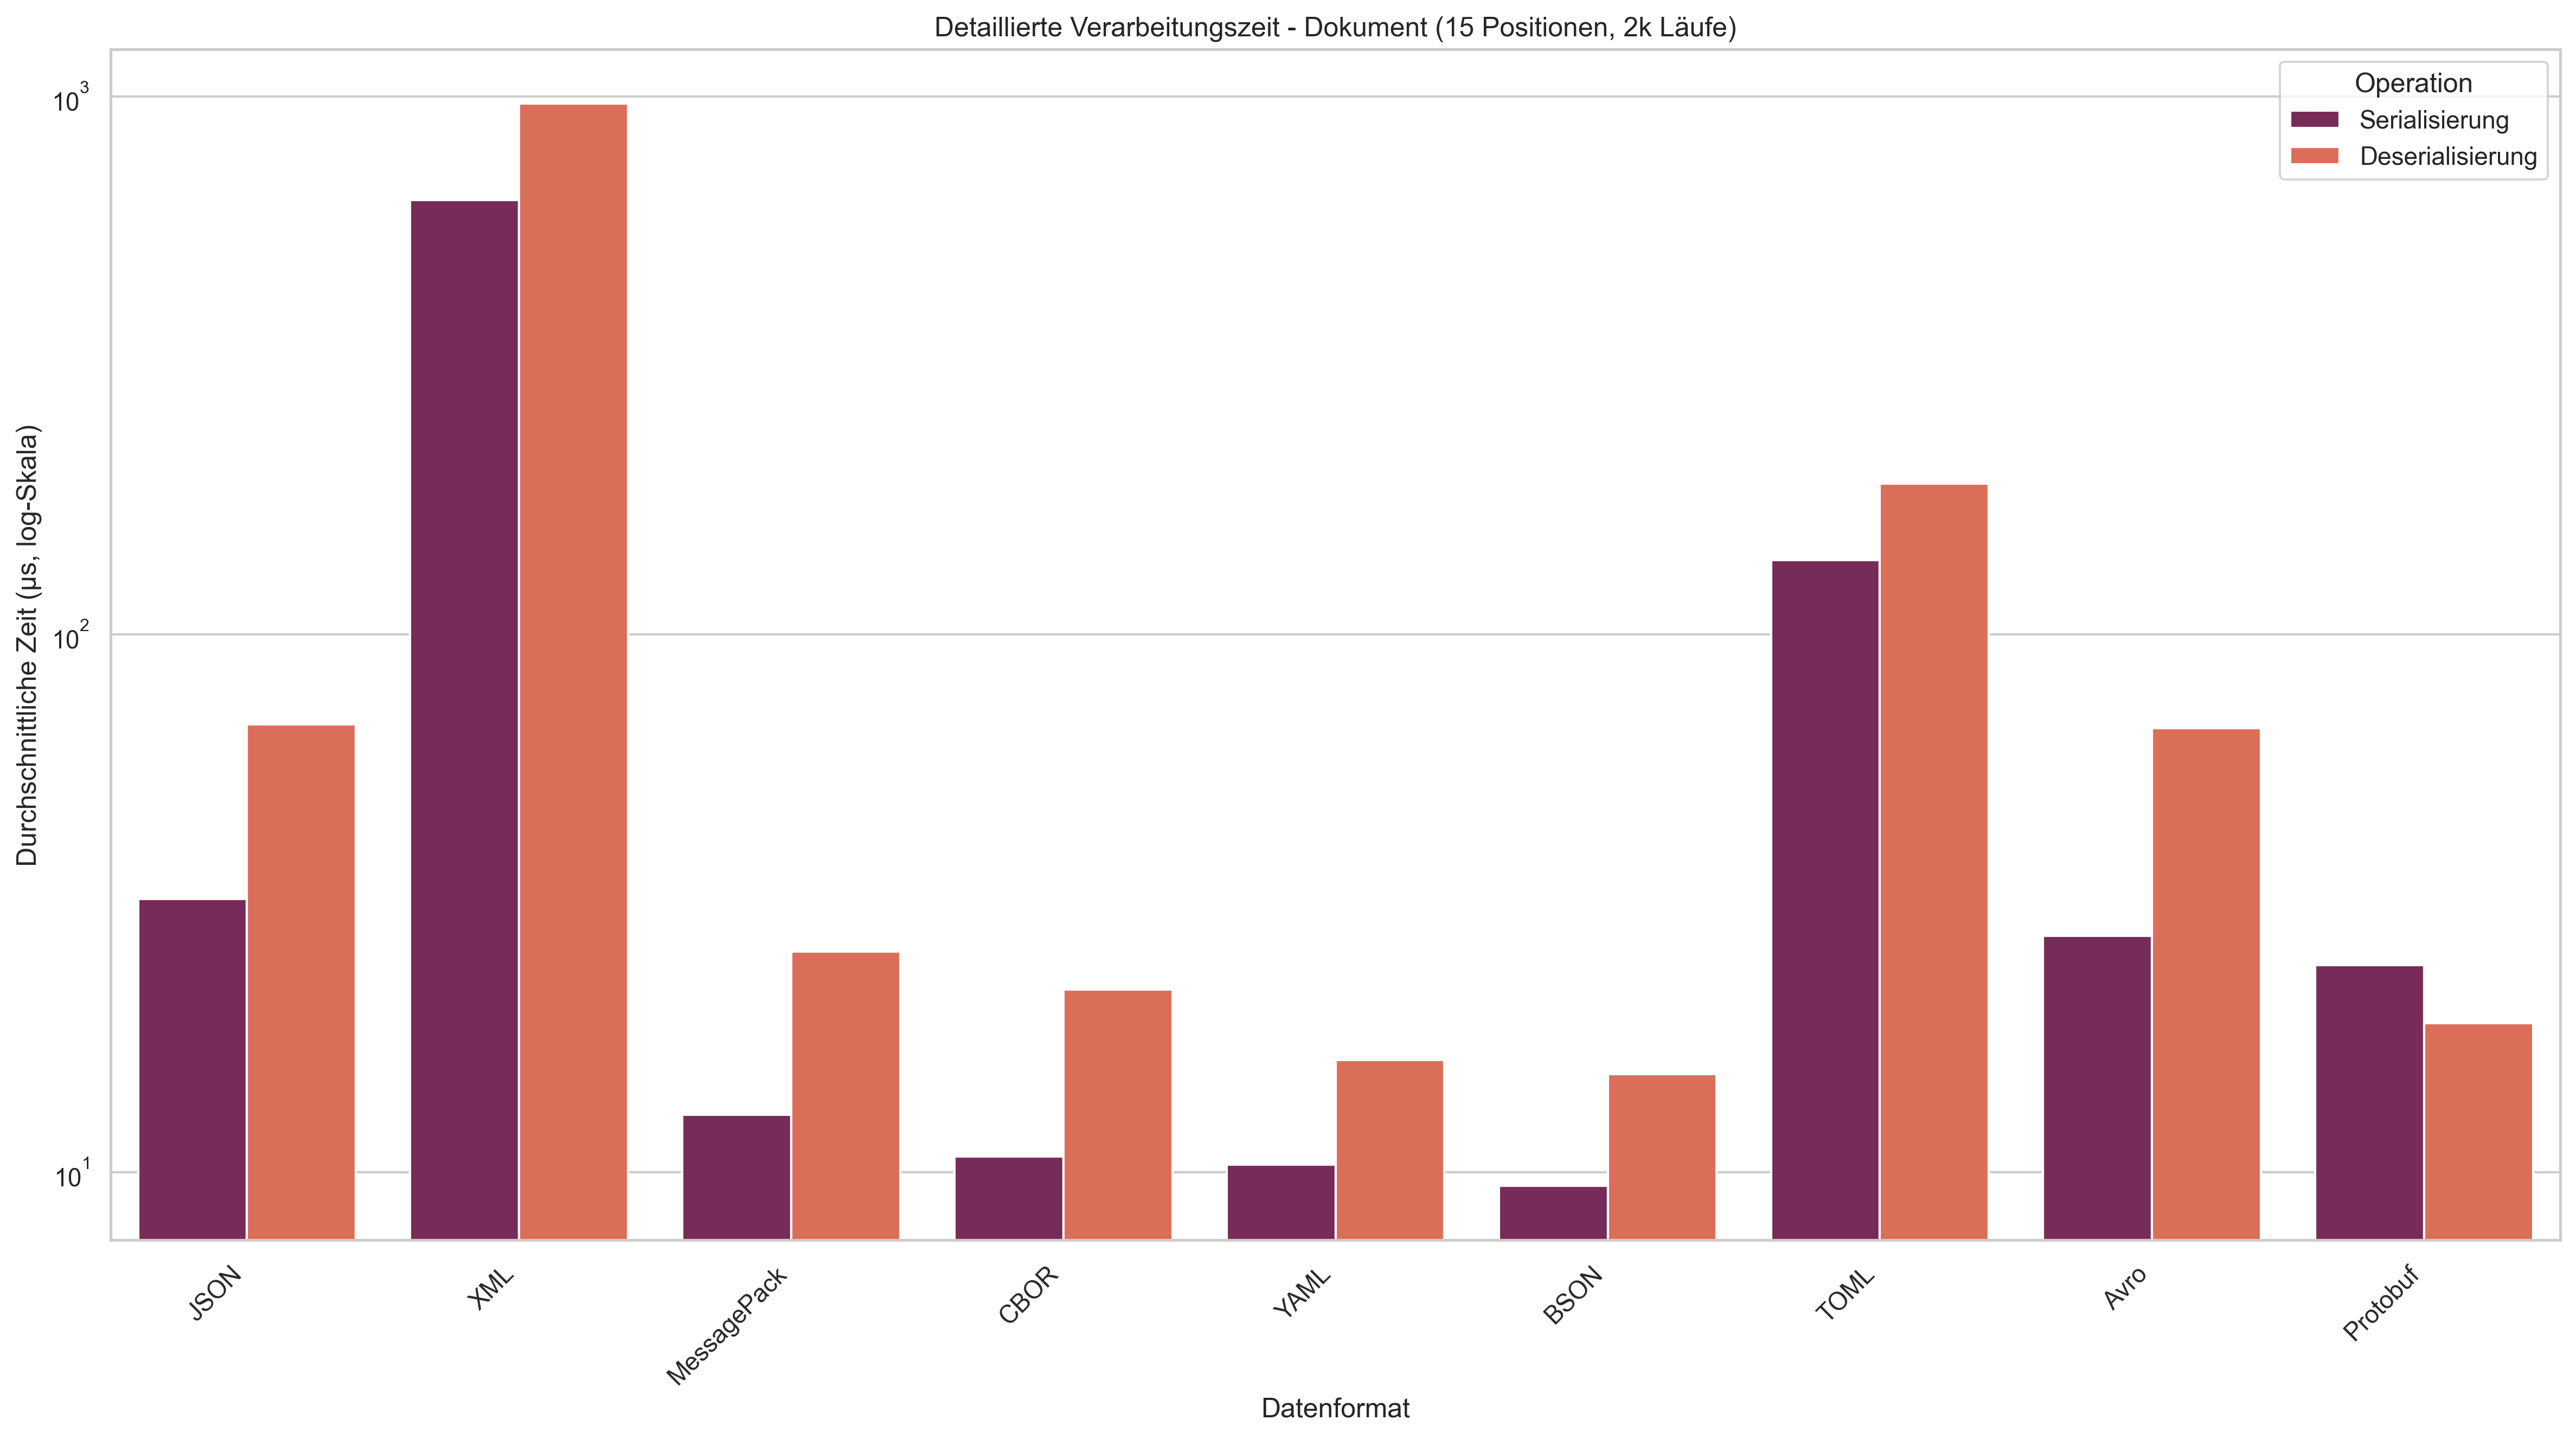 Detaillierte Verarbeitungszeit - Dokument (15 Positionen, 2k Läufe)
Durchschnittliche Zeit (µs, log-Skala)
10³
10²
10¹
Operation
Serialisierung
Deserialisierung
JSON
XML
MessagePack
CBOR
YAML
BSON
TOML
Avro
Protobuf
Datenformat